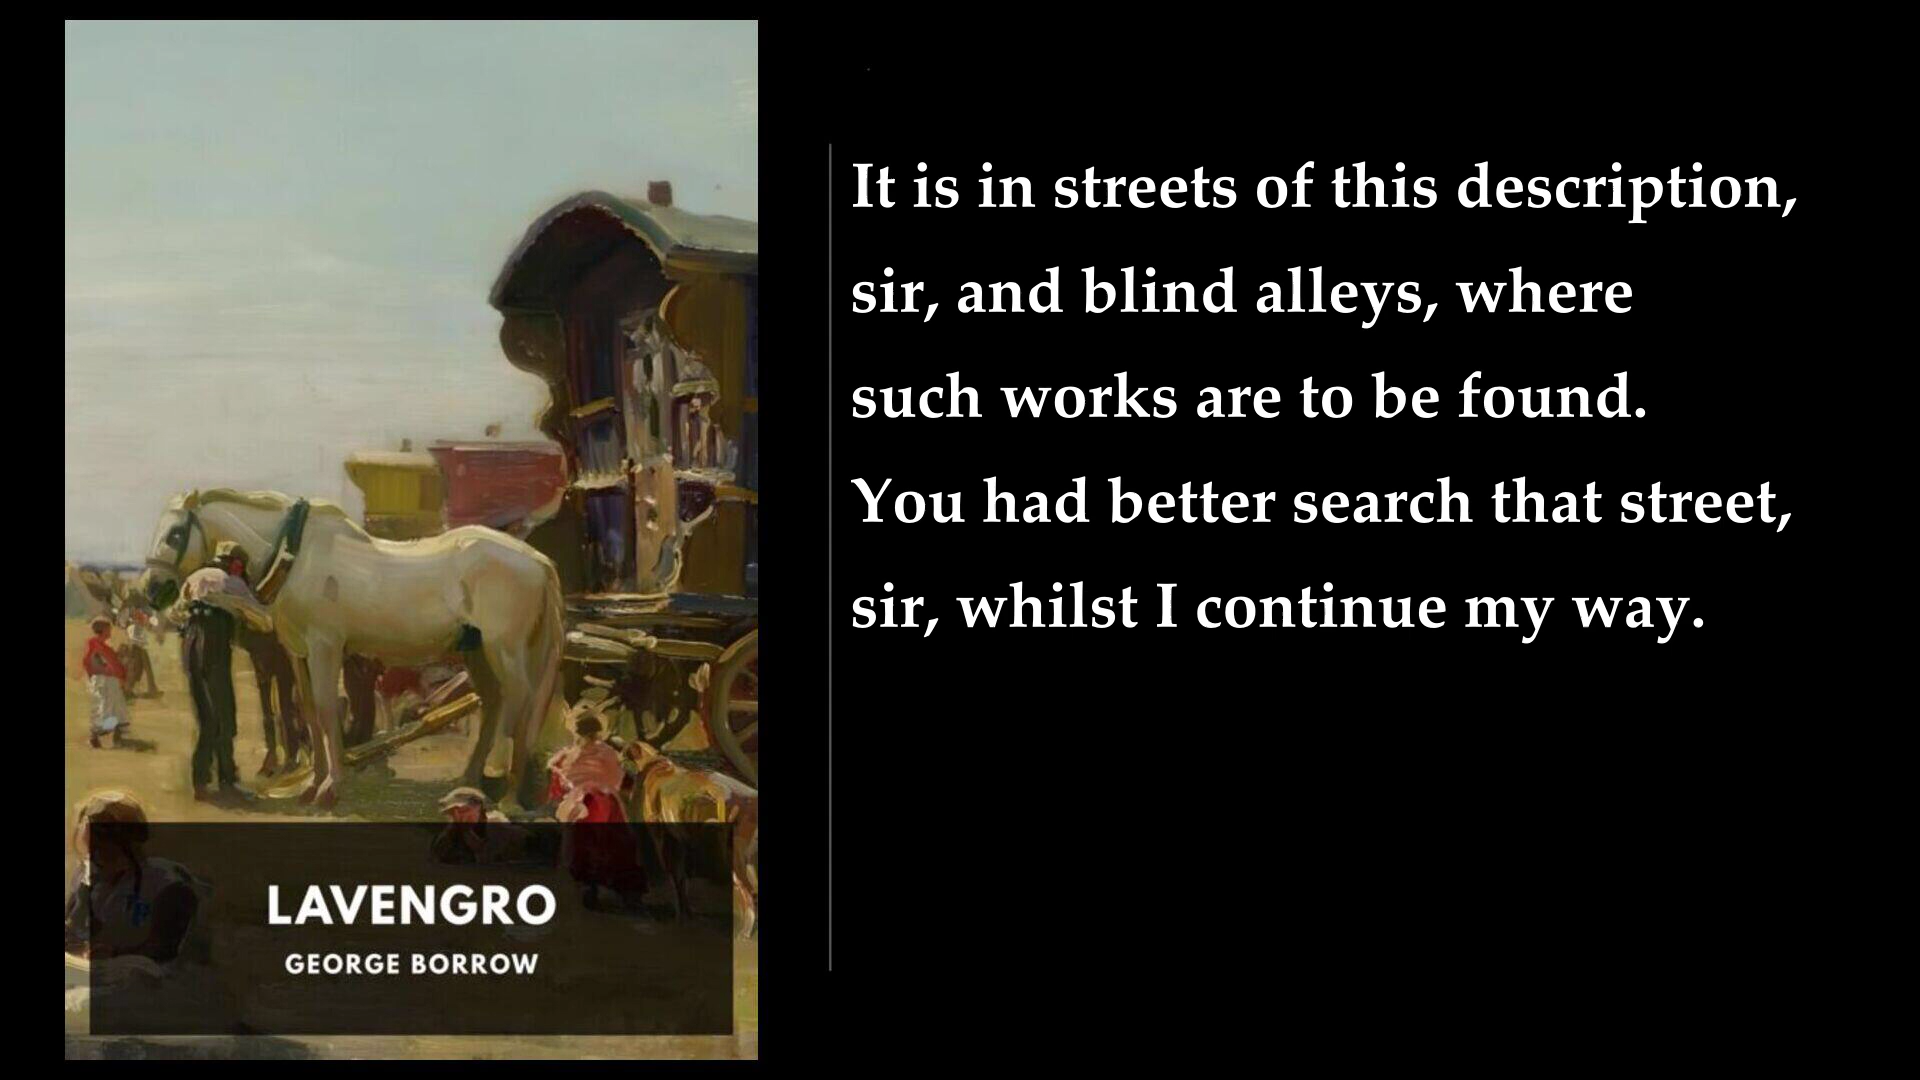 It is in streets of this description,
sir, and blind alleys, where
such works are to be found.
You had better search that street,
sir, whilst I continue my way.
LAVENGRO
GEORGE BORROW